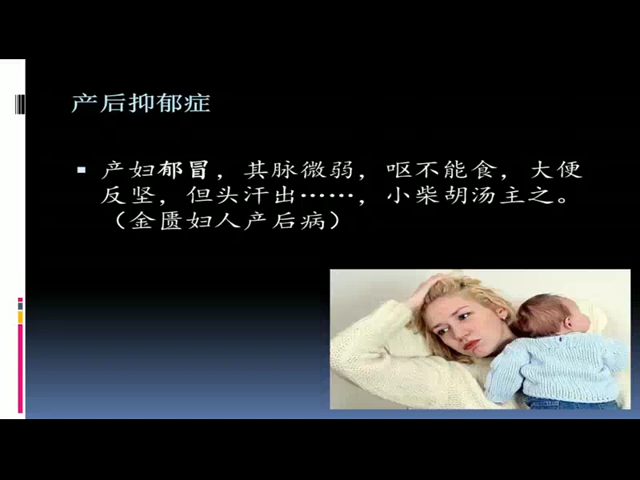 产后抑郁症
产妇郁冒，其脉微弱，呕不能食，大便
反坚，但头汗出……，小柴胡汤主之。
（金匮妇人产后病）